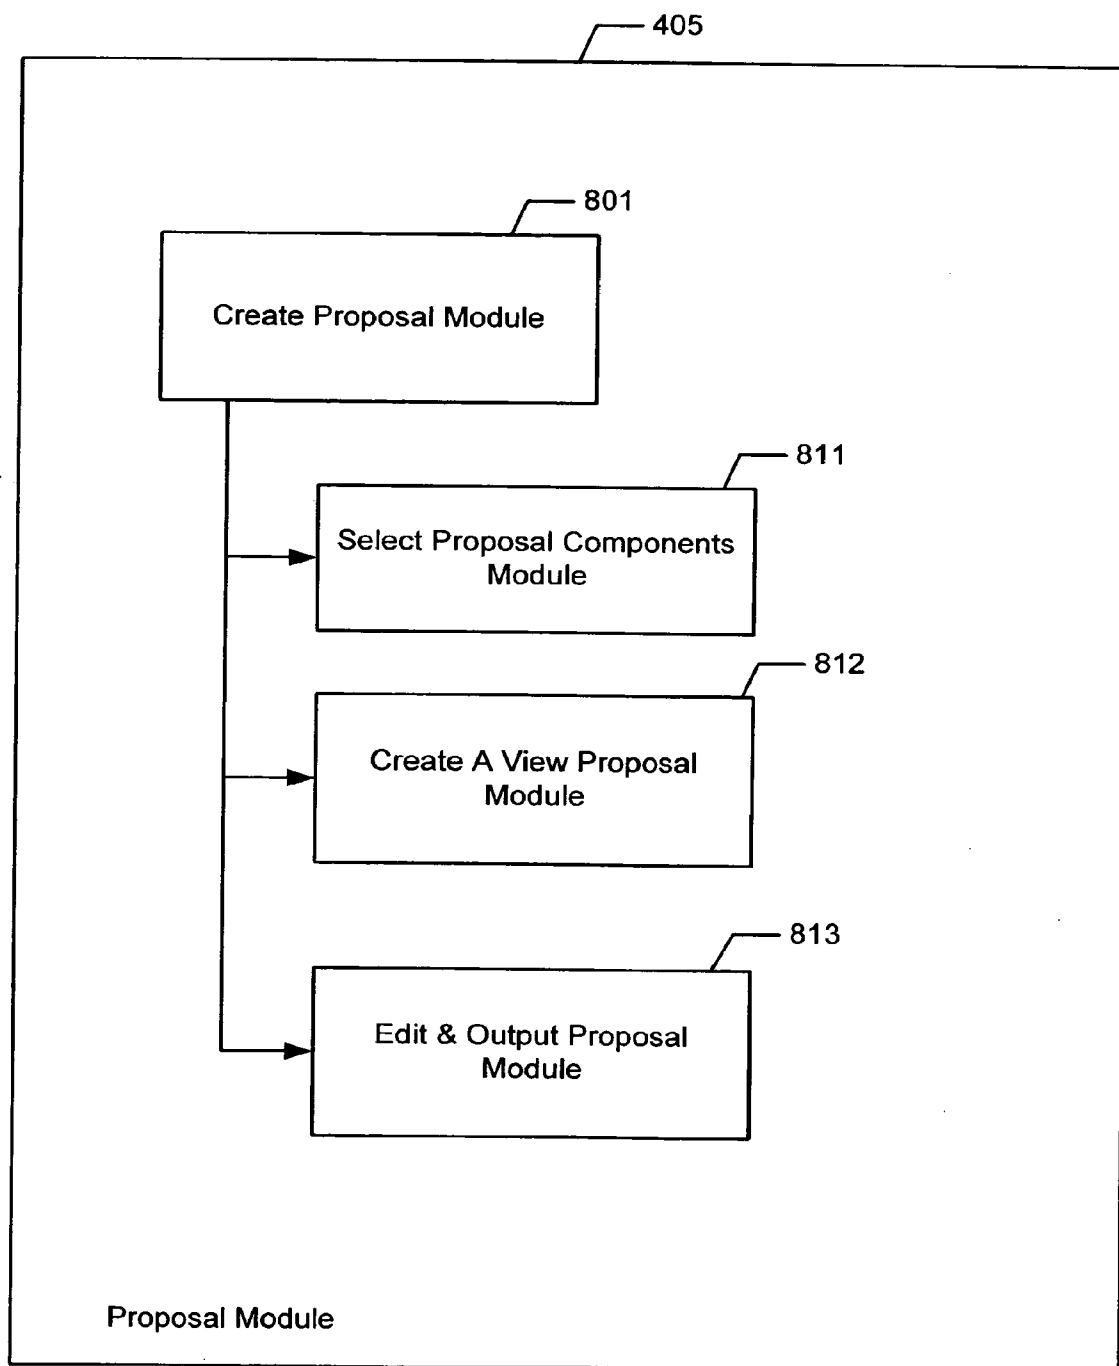 405
801
Create Proposal Module
811
Select Proposal Components
Module
812
Create A View Proposal
Module
813
Edit & Output Proposal
Module
Proposal Module